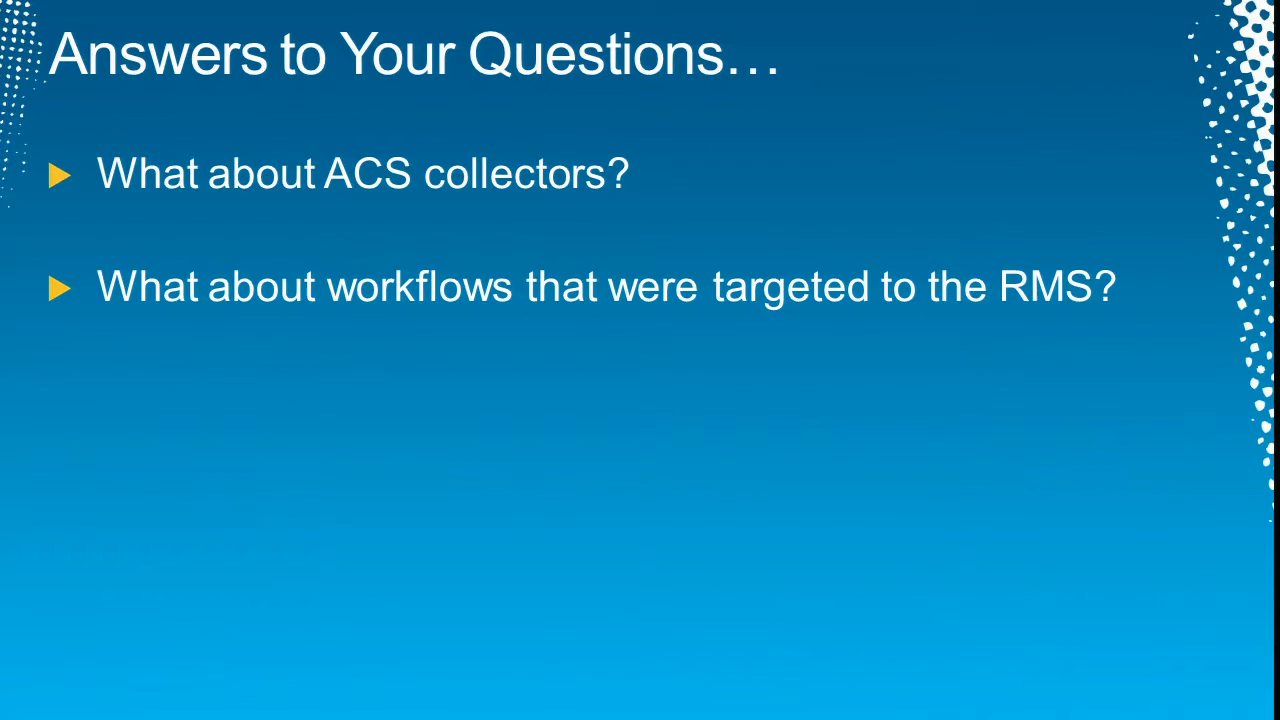 Answers to Your Questions…
What about ACS collectors?
What about workflows that were targeted to the RMS?